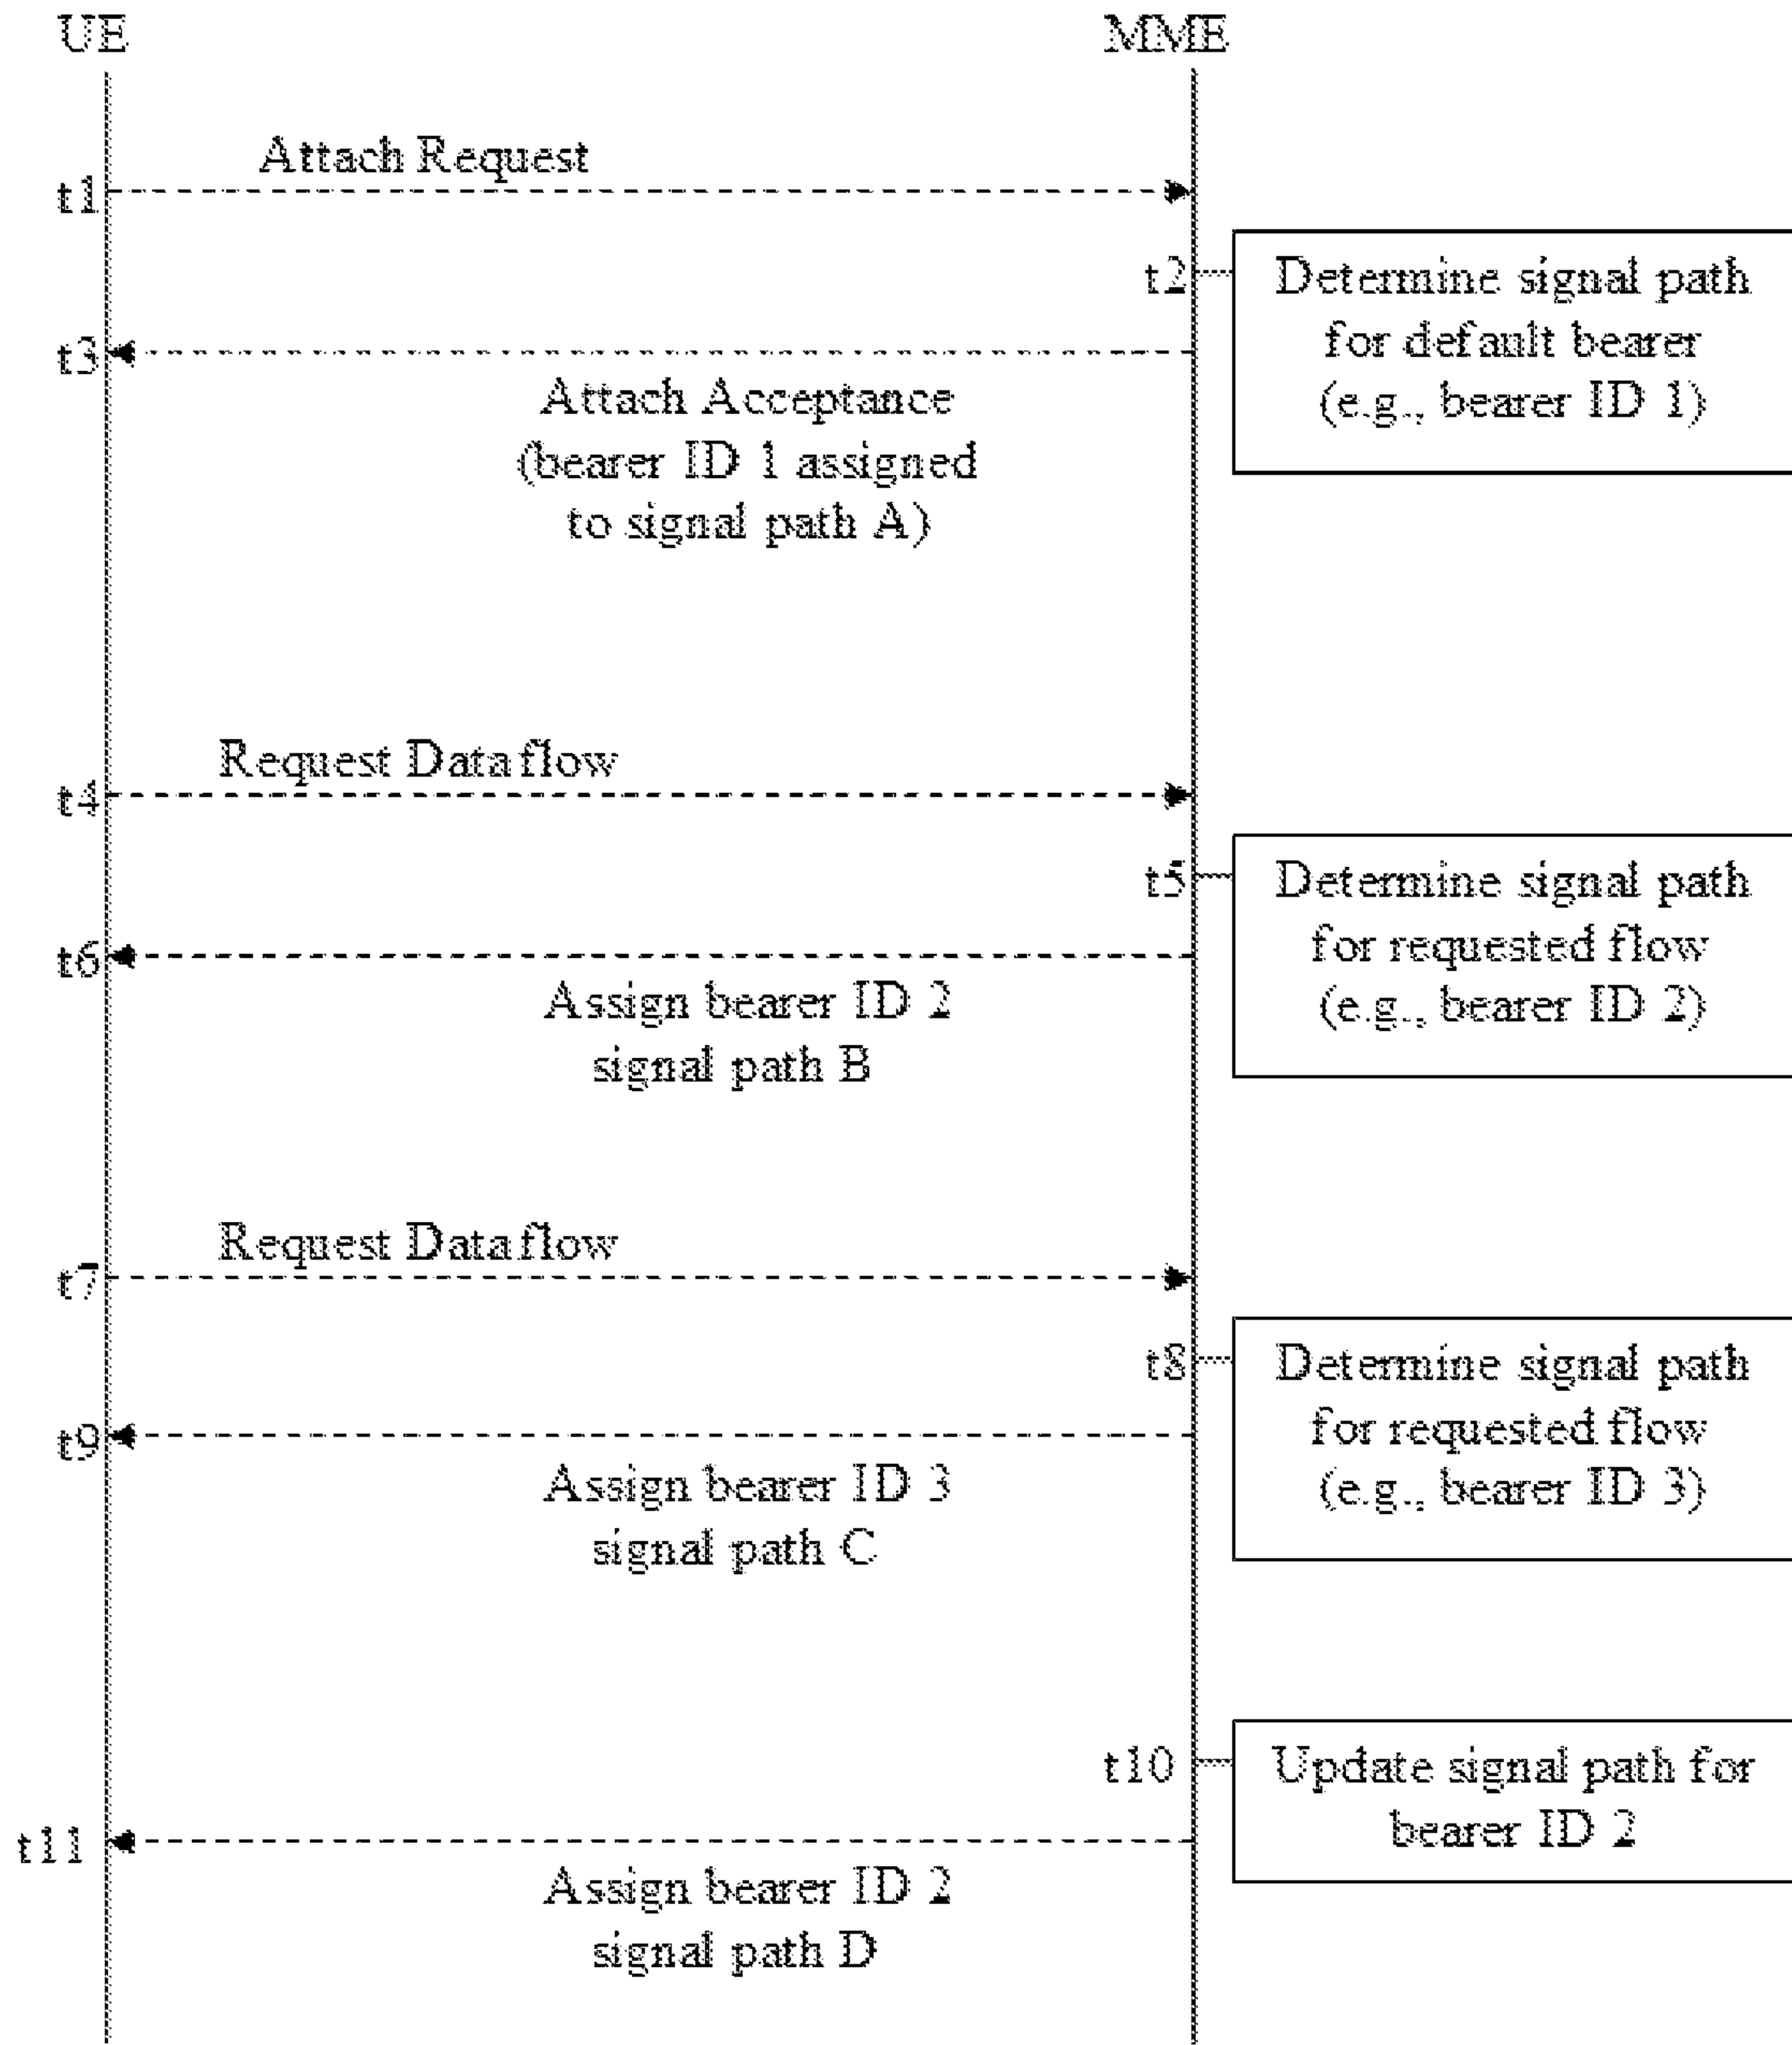 UE
MME
Attach Request
t1
t2
Determine signal path
for default bearer
(e.g., bearer ID 1)
t3
Attach Acceptance
(bearer ID 1 assigned
to signal path A)
Request Dataflow
t4
t5
Determine signal path
for requested flow
(e.g., bearer ID 2)
t6
Assign bearer ID 2
signal path B
Request Dataflow
t7
t8
Determine signal path
for requested flow
(e.g., bearer ID 3)
t9
Assign bearer ID 3
signal path C
t10
Update signal path for
bearer ID 2
t11
Assign bearer ID 2
signal path D